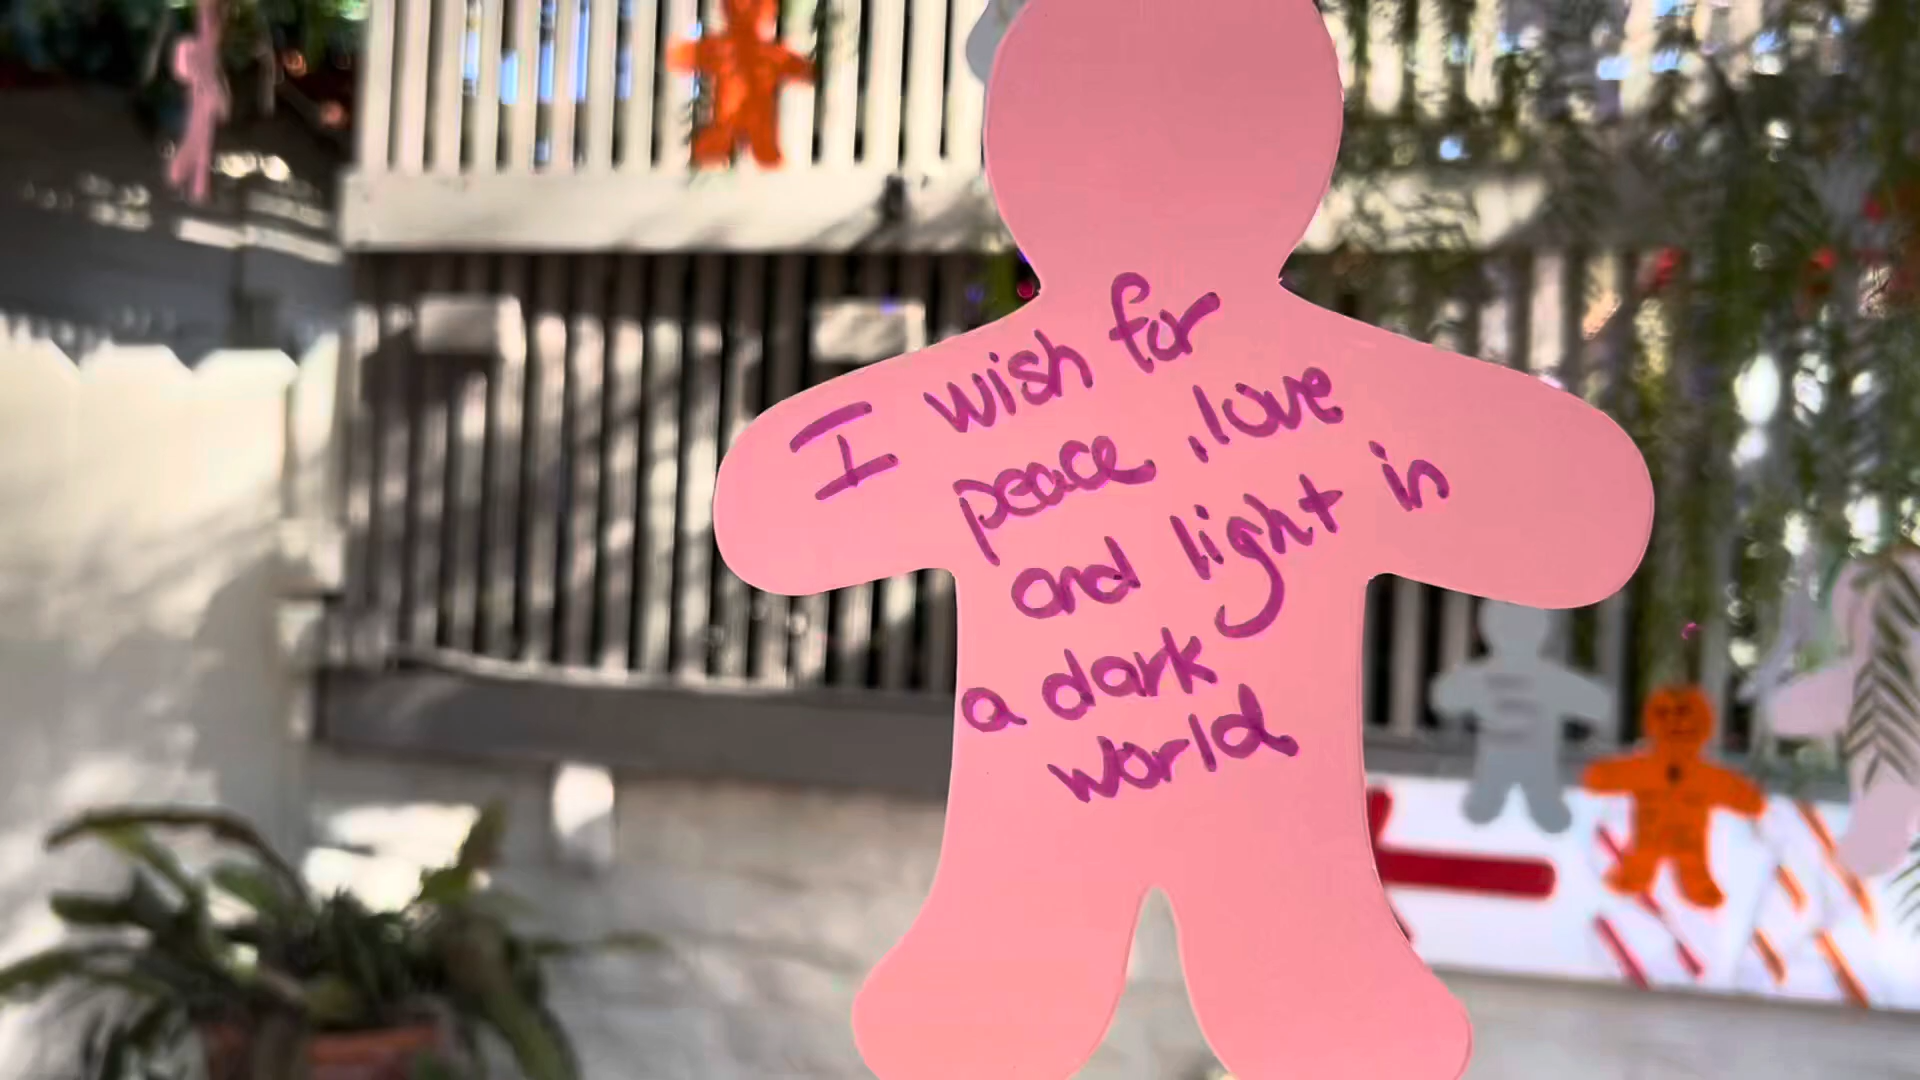 I wish for
peace, love
and light in
a dark
world